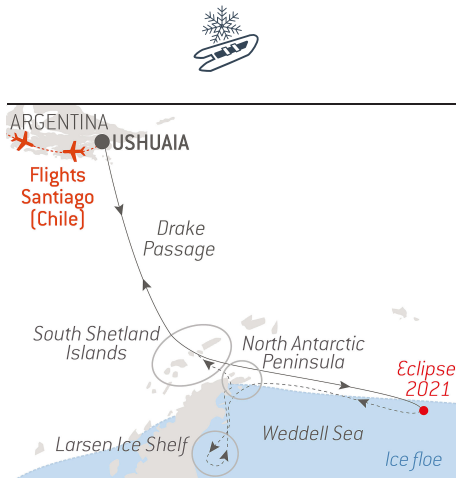 ARGENTINA
USHUAIA
Flights
Santiago
(Chile)
Drake
Passage
South Shetland
Islands
North Antarctic
Peninsula
Eclipse
2021
Larsen Ice Shelf
Weddell Sea
Ice floe